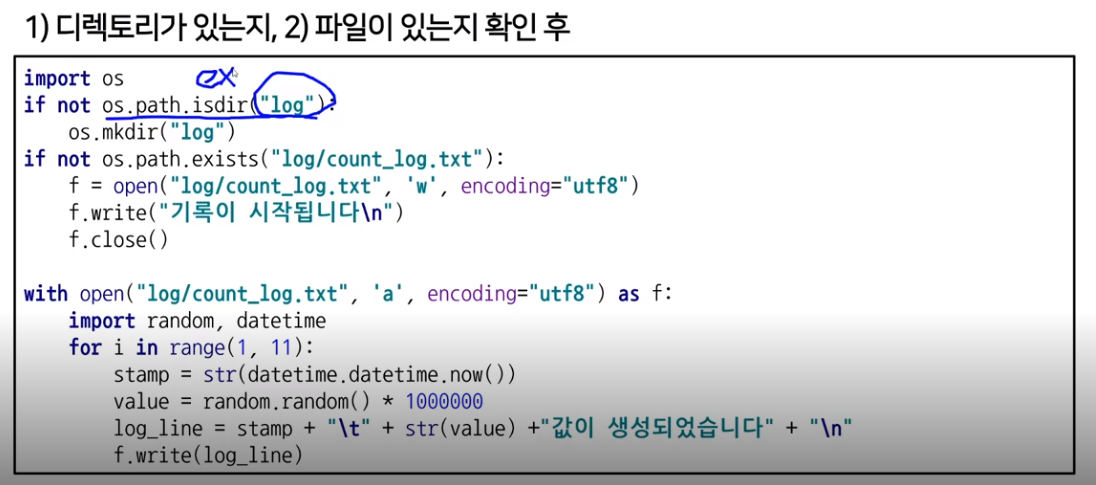 1) 디렉토리가 있는지, 2) 파일이 있는지 확인 후
ex
import os
if not os.path.isdir("log"):
    os.mkdir("log")
if not os.path.exists("log/count_log.txt"):
    f = open("log/count_log.txt", 'w', encoding="utf8")
    f.write("기록이 시작됩니다\n")
    f.close()

with open("log/count_log.txt", 'a', encoding="utf8") as f:
    import random, datetime
    for i in range(1, 11):
        stamp = str(datetime.datetime.now())
        value = random.random() * 1000000
        log_line = stamp + "\t" + str(value) +"값이 생성되었습니다" + "\n"
        f.write(log_line)